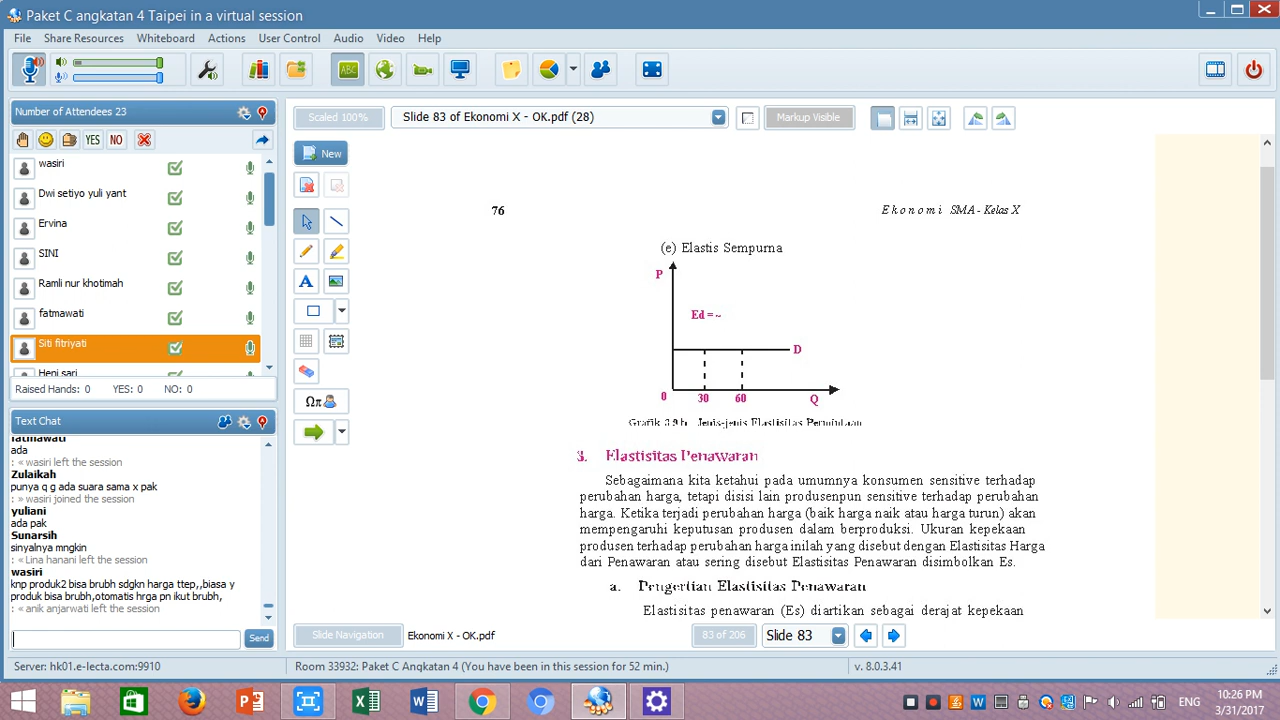 Paket C angkatan 4 Taipei in a virtual session
File Share Resources Whiteboard Actions User Control Audio Video Help
Number of Attendees 23
YES NO
wasiri
Dwi setiyo yuli yant
Ervina
SINI
Ramli nur khotimah
fatmawati
Siti fitriyati
Heni sari
Raised Hands: 0 YES: 0 NO: 0
Text Chat
fatmawati
ada
: « wasiri left the session
Zulaikah
punya q g ada suara sama x pak
: » wasiri joined the session
yuliani
ada pak
Sunarsih
sinyalnya mngkin
: « Lina hanani left the session
wasiri
knp produk2 bisa brubh sdgkn harga ttep,,biasa y
produk bisa brubh,otomatis hrga pn ikut brubh,
: « anik anjarwati left the session
Send
Scaled 100% Slide 83 of Ekonomi X - OK.pdf (28) Markup Visible
ABC
New
A
Ωπ
76 Ekonomi SMA - Kelas X
(e) Elastis Sempurna
P
Ed = ~
D
0 30 60 Q
Grafik 3.9 b Jenis-jenis Elastisitas Permintaan
3. Elastisitas Penawaran
Sebagaimana kita ketahui pada umumnya konsumen sensitive terhadap
perubahan harga, tetapi disisi lain produsenpun sensitive terhadap perubahan
harga. Ketika terjadi perubahan harga (baik harga naik atau harga turun) akan
mempengaruhi keputusan produsen dalam berproduksi. Ukuran kepekaan
produsen terhadap perubahan harga inilah yang disebut dengan Elastisitas Harga
dari Penawaran atau sering disebut Elastisitas Penawaran disimbolkan Es.
a. Pengertian Elastisitas Penawaran
Elastisitas penawaran (Es) diartikan sebagai derajat kepekaan
Slide Navigation Ekonomi X - OK.pdf 83 of 206 Slide 83
Server: hk01.e-lecta.com:9910 Room 33932: Paket C Angkatan 4 (You have been in this session for 52 min.) v. 8.0.3.41
ENG
10:26 PM
3/31/2017